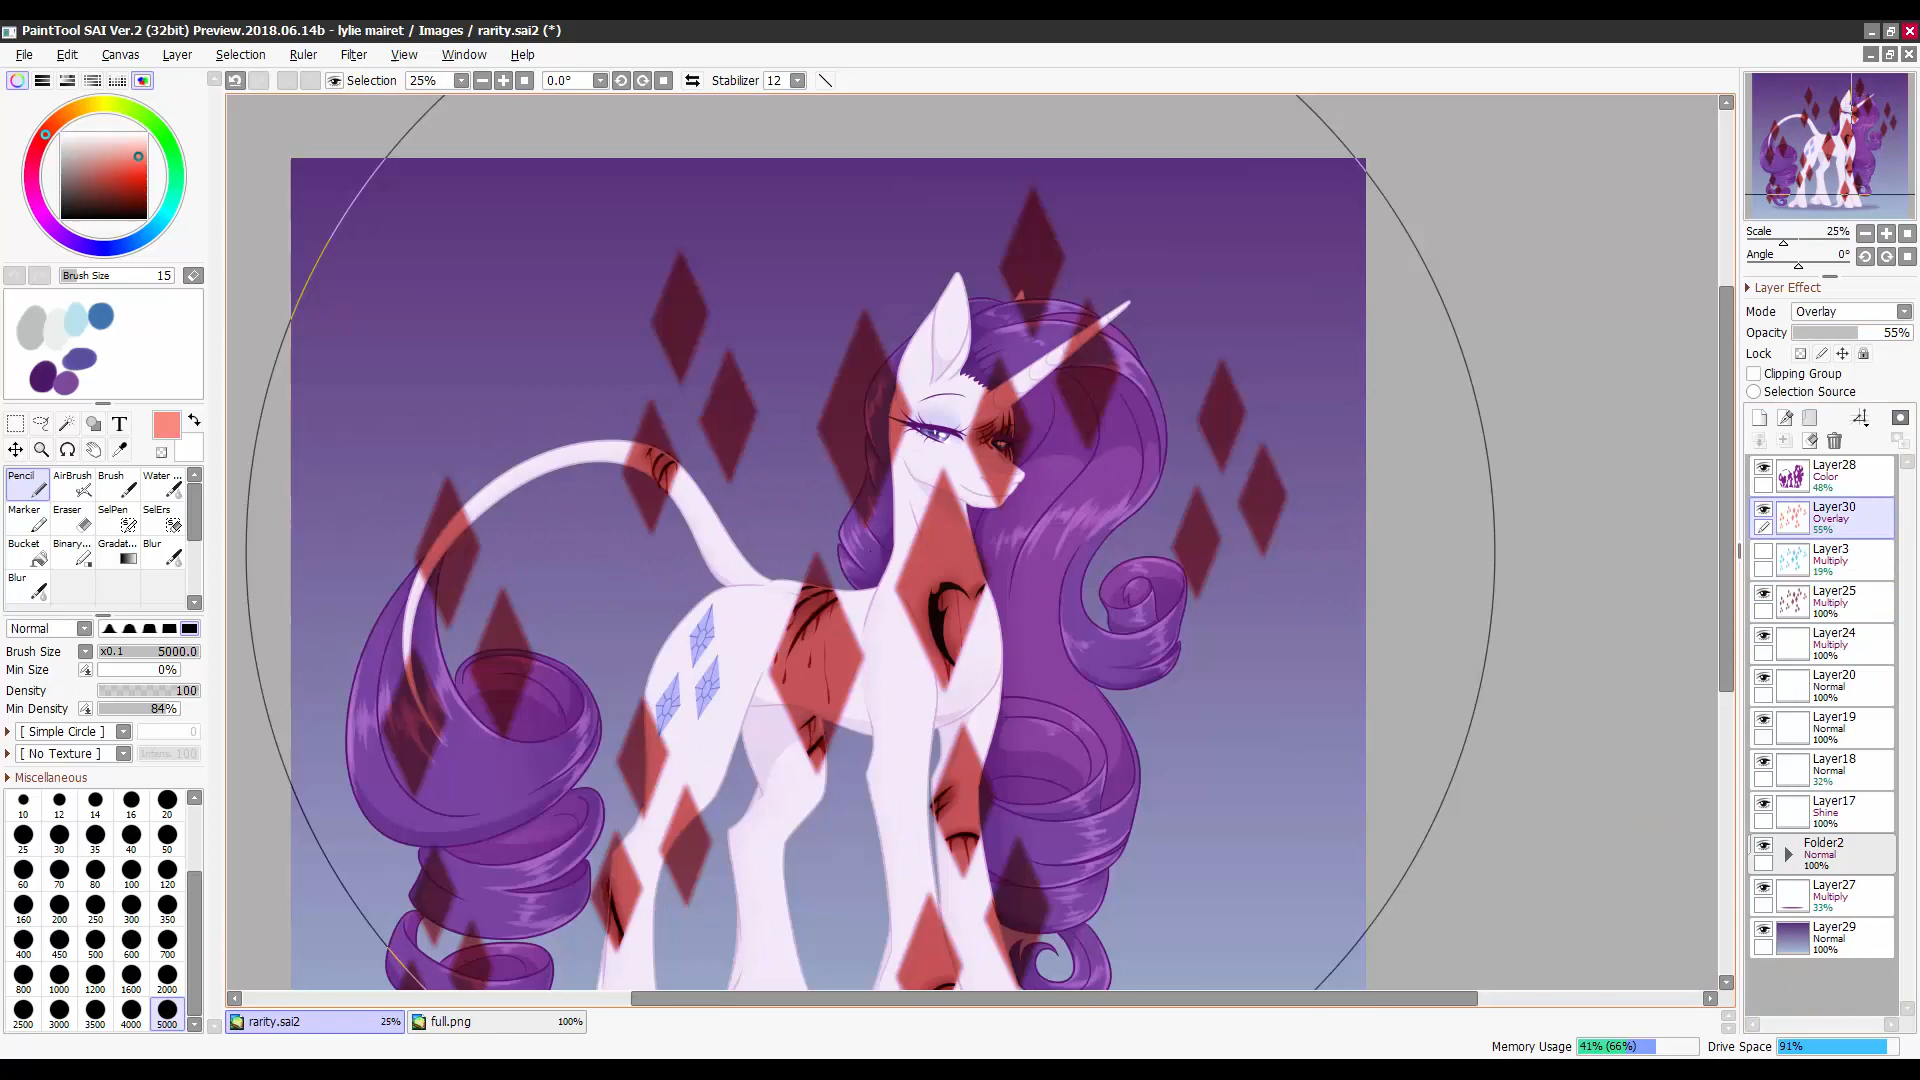 PaintTool SAI Ver.2 (32bit) Preview.2018.06.14b - lylie mairet / Images / rarity.sai2 (*)
File Edit Canvas Layer Selection Ruler Filter View Window Help
Selection 25% 0.0° Stabilizer 12
Scale 25%
Angle 0°
Brush Size 15
Layer Effect
Mode Overlay
Opacity 55%
Lock
Clipping Group
Selection Source
T
Pencil AirBrush Brush Water ...
Marker Eraser SelPen SelErs
Bucket Binary... Gradat... Blur
Blur
Normal
Brush Size x0.1 5000.0
Min Size 0%
Density 100
Min Density 84%
[ Simple Circle ] 0
[ No Texture ] Intens. 100
Miscellaneous
10 12 14 16 20
25 30 35 40 50
60 70 80 100 120
160 200 250 300 350
400 450 500 600 700
800 1000 1200 1600 2000
2500 3000 3500 4000 5000
Layer28
Color
48%
Layer30
Overlay
55%
Layer3
Multiply
19%
Layer25
Multiply
100%
Layer24
Multiply
100%
Layer20
Normal
100%
Layer19
Normal
100%
Layer18
Normal
32%
Layer17
Shine
100%
Folder2
Normal
100%
Layer27
Multiply
33%
Layer29
Normal
100%
rarity.sai2 25% full.png 100%
Memory Usage 41% (66%) Drive Space 91%